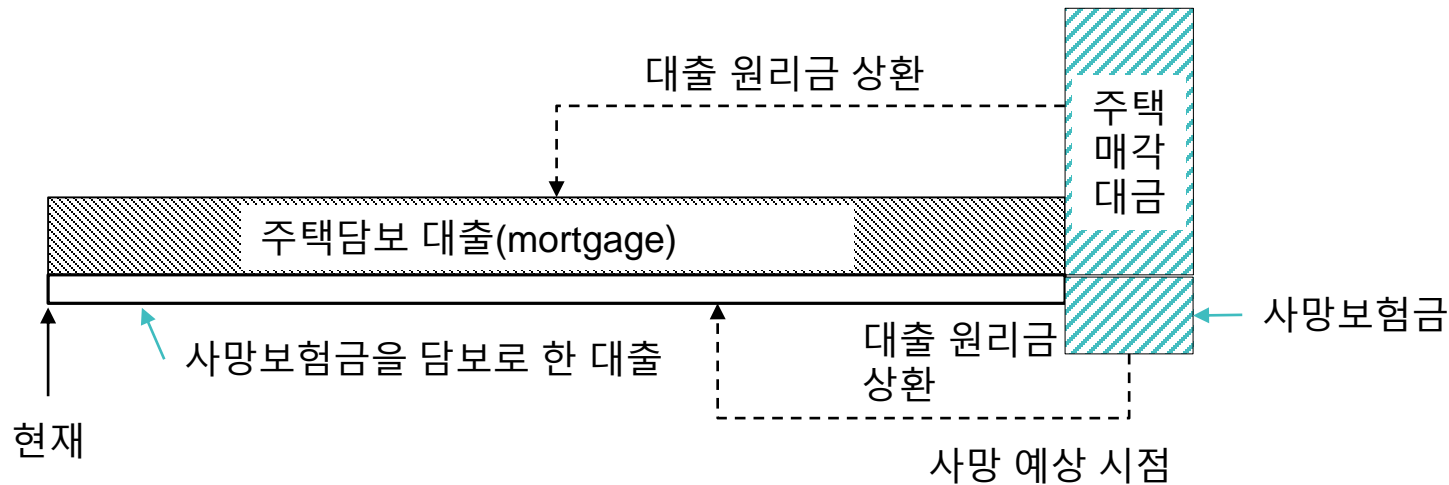 대출 원리금 상환
주택
매각
대금
주택담보 대출(mortgage)
사망보험금
대출 원리금
상환
사망보험금을 담보로 한 대출
현재
사망 예상 시점